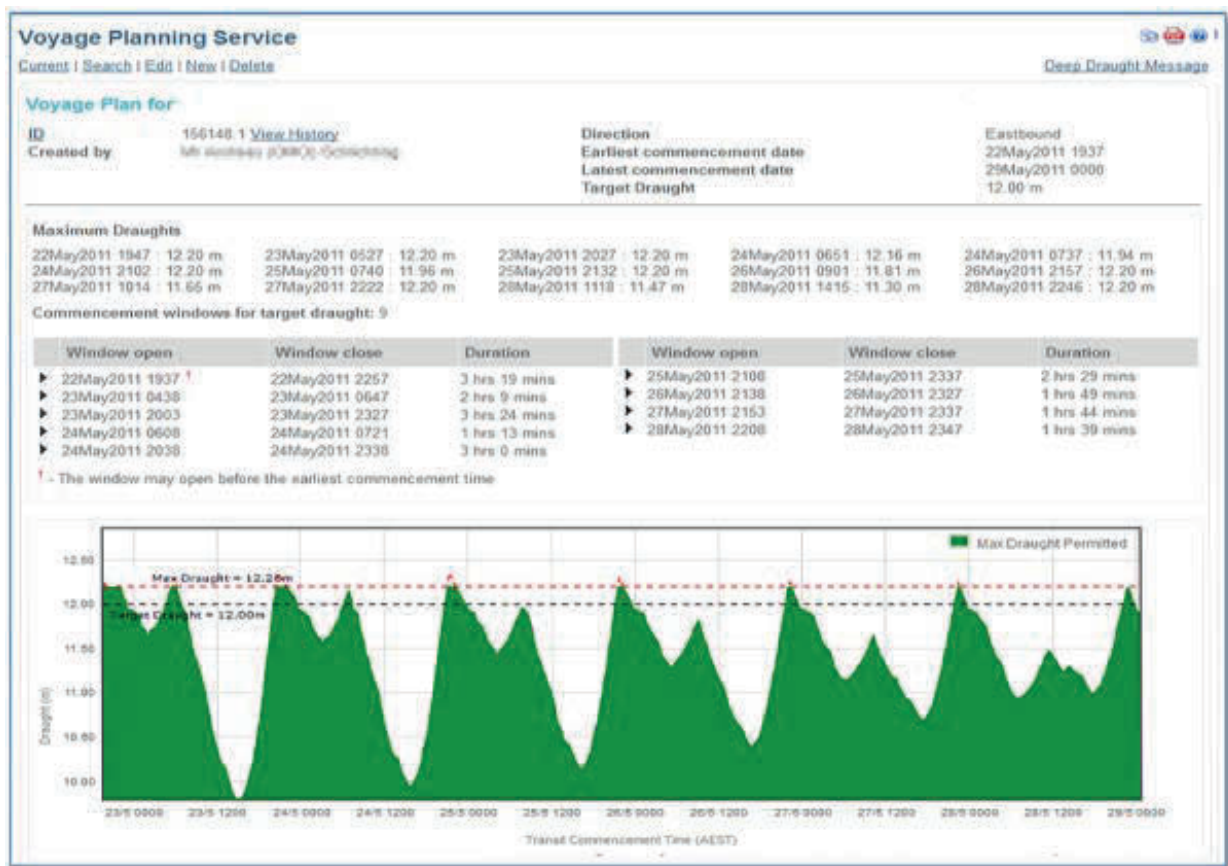 Voyage Planning Service
Current | Search | Edit | New | Delete
Deep Draught Message
Voyage Plan for
ID 156148.1 View History
Created by
Direction Eastbound
Earliest commencement date 22May2011 1937
Latest commencement date 29May2011 0000
Target Draught 12.00 m
Maximum Draughts
22May2011 1947 : 12.20 m 23May2011 0527 : 12.20 m 23May2011 2027 : 12.20 m 24May2011 0651 : 12.16 m 24May2011 0737 : 11.94 m
24May2011 2102 : 12.20 m 25May2011 0740 : 11.96 m 25May2011 2132 : 12.20 m 26May2011 0901 : 11.81 m 26May2011 2157 : 12.20 m
27May2011 1014 : 11.65 m 27May2011 2222 : 12.20 m 28May2011 1118 : 11.47 m 28May2011 1415 : 11.30 m 28May2011 2246 : 12.20 m
Commencement windows for target draught: 9
Window open Window close Duration Window open Window close Duration
22May2011 1937 † 22May2011 2257 3 hrs 19 mins 25May2011 2108 25May2011 2337 2 hrs 29 mins
23May2011 0438 23May2011 0647 2 hrs 9 mins 26May2011 2138 26May2011 2327 1 hrs 49 mins
23May2011 2003 23May2011 2327 3 hrs 24 mins 27May2011 2153 27May2011 2337 1 hrs 44 mins
24May2011 0608 24May2011 0721 1 hrs 13 mins 28May2011 2208 28May2011 2347 1 hrs 39 mins
24May2011 2038 24May2011 2338 3 hrs 0 mins
† - The window may open before the earliest commencement time
Max Draught Permitted
12.50
Max Draught = 12.20m
12.00
Target Draught = 12.00m
11.50
11.00
10.50
10.00
Draught (m)
23/5 0000 23/5 1200 24/5 0000 24/5 1200 25/5 0000 25/5 1200 26/5 0000 26/5 1200 27/5 0000 27/5 1200 28/5 0000 28/5 1200 29/5 0000
Transit Commencement Time (AEST)